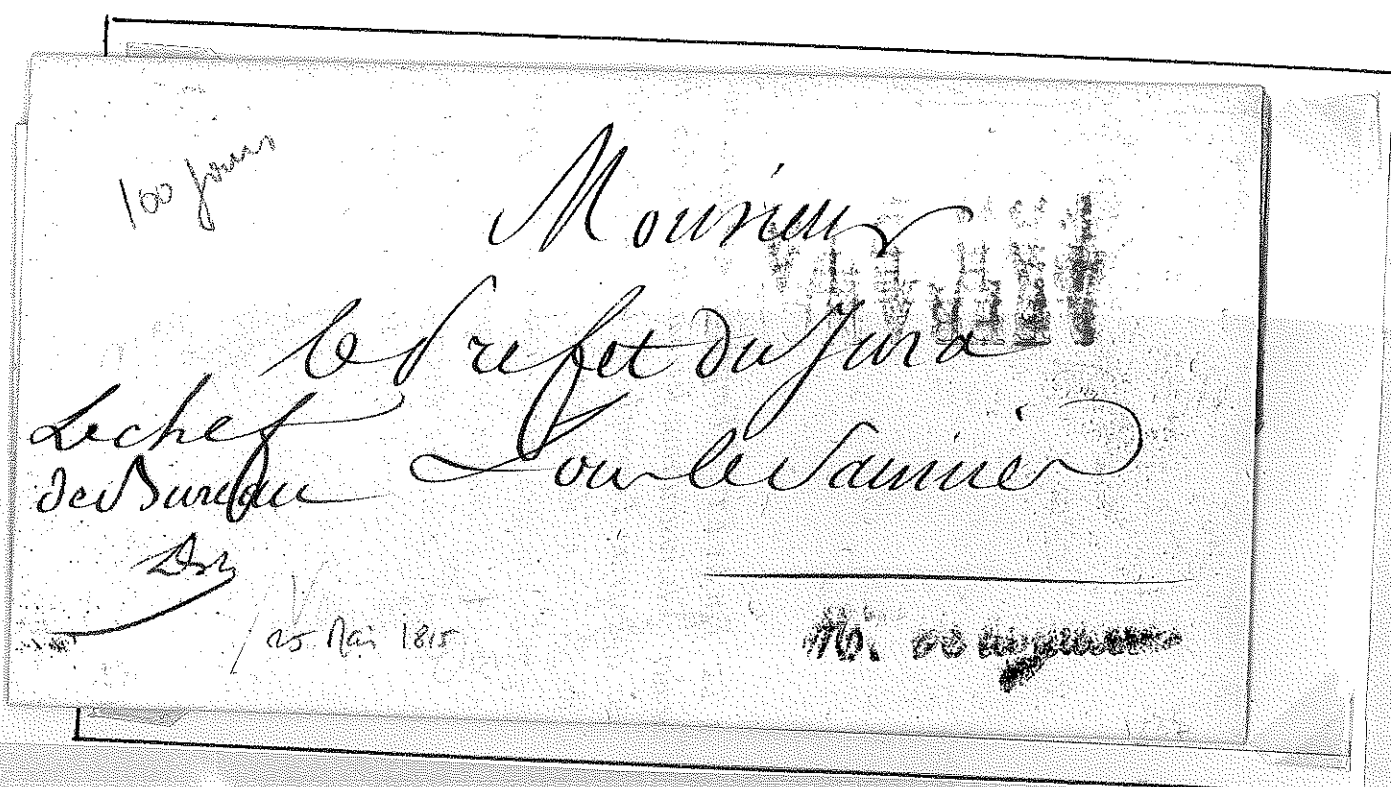 100 jours
Monsieur
le Prefet du Jura
Lons le Saunier
Le chef
de Bureau
25 Mai 1815